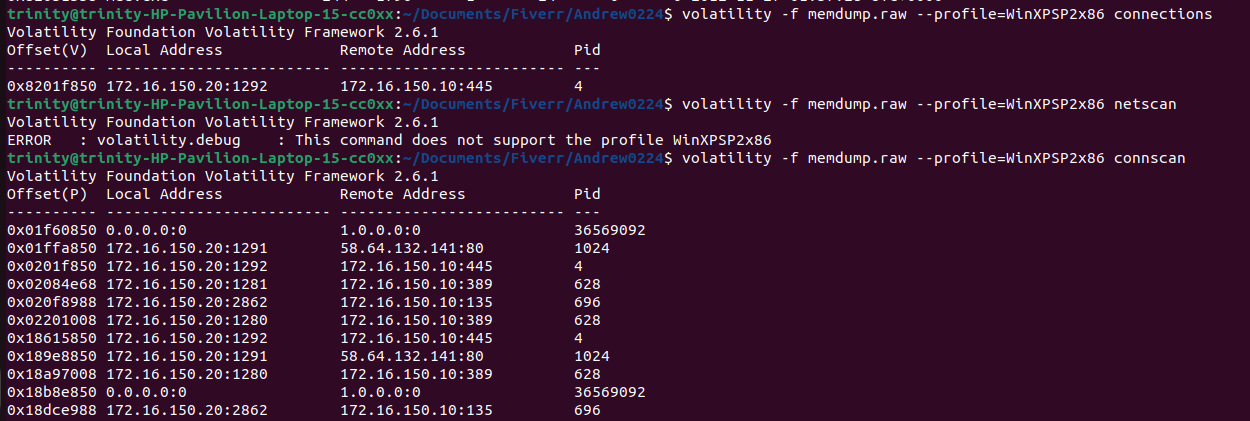 trinity@trinity-HP-Pavilion-Laptop-15-cc0xx:~/Documents/Fiverr/Andrew0224$ volatility -f memdump.raw --profile=WinXPSP2x86 connections
Volatility Foundation Volatility Framework 2.6.1
Offset(V)  Local Address             Remote Address            Pid
---------- ------------------------- ------------------------- ---
0x8201f850 172.16.150.20:1292        172.16.150.10:445         4
trinity@trinity-HP-Pavilion-Laptop-15-cc0xx:~/Documents/Fiverr/Andrew0224$ volatility -f memdump.raw --profile=WinXPSP2x86 netscan
Volatility Foundation Volatility Framework 2.6.1
ERROR   : volatility.debug    : This command does not support the profile WinXPSP2x86
trinity@trinity-HP-Pavilion-Laptop-15-cc0xx:~/Documents/Fiverr/Andrew0224$ volatility -f memdump.raw --profile=WinXPSP2x86 connscan
Volatility Foundation Volatility Framework 2.6.1
Offset(P)  Local Address             Remote Address            Pid
---------- ------------------------- ------------------------- ---
0x01f60850 0.0.0.0:0                 1.0.0.0:0                 36569092
0x01ffa850 172.16.150.20:1291        58.64.132.141:80          1024
0x0201f850 172.16.150.20:1292        172.16.150.10:445         4
0x02084e68 172.16.150.20:1281        172.16.150.10:389         628
0x020f8988 172.16.150.20:2862        172.16.150.10:135         696
0x02201008 172.16.150.20:1280        172.16.150.10:389         628
0x18615850 172.16.150.20:1292        172.16.150.10:445         4
0x189e8850 172.16.150.20:1291        58.64.132.141:80          1024
0x18a97008 172.16.150.20:1280        172.16.150.10:389         628
0x18b8e850 0.0.0.0:0                 1.0.0.0:0                 36569092
0x18dce988 172.16.150.20:2862        172.16.150.10:135         696